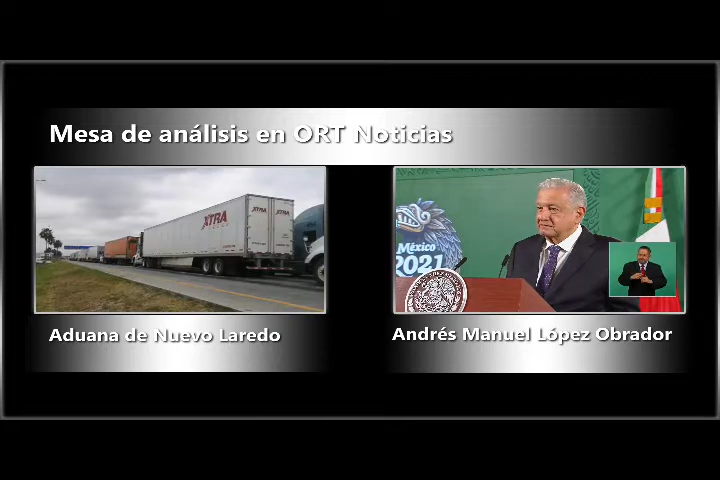 Mesa de análisis en ORT Noticias
XTRA
XTRA
México
2021
Aduana de Nuevo Laredo
Andrés Manuel López Obrador